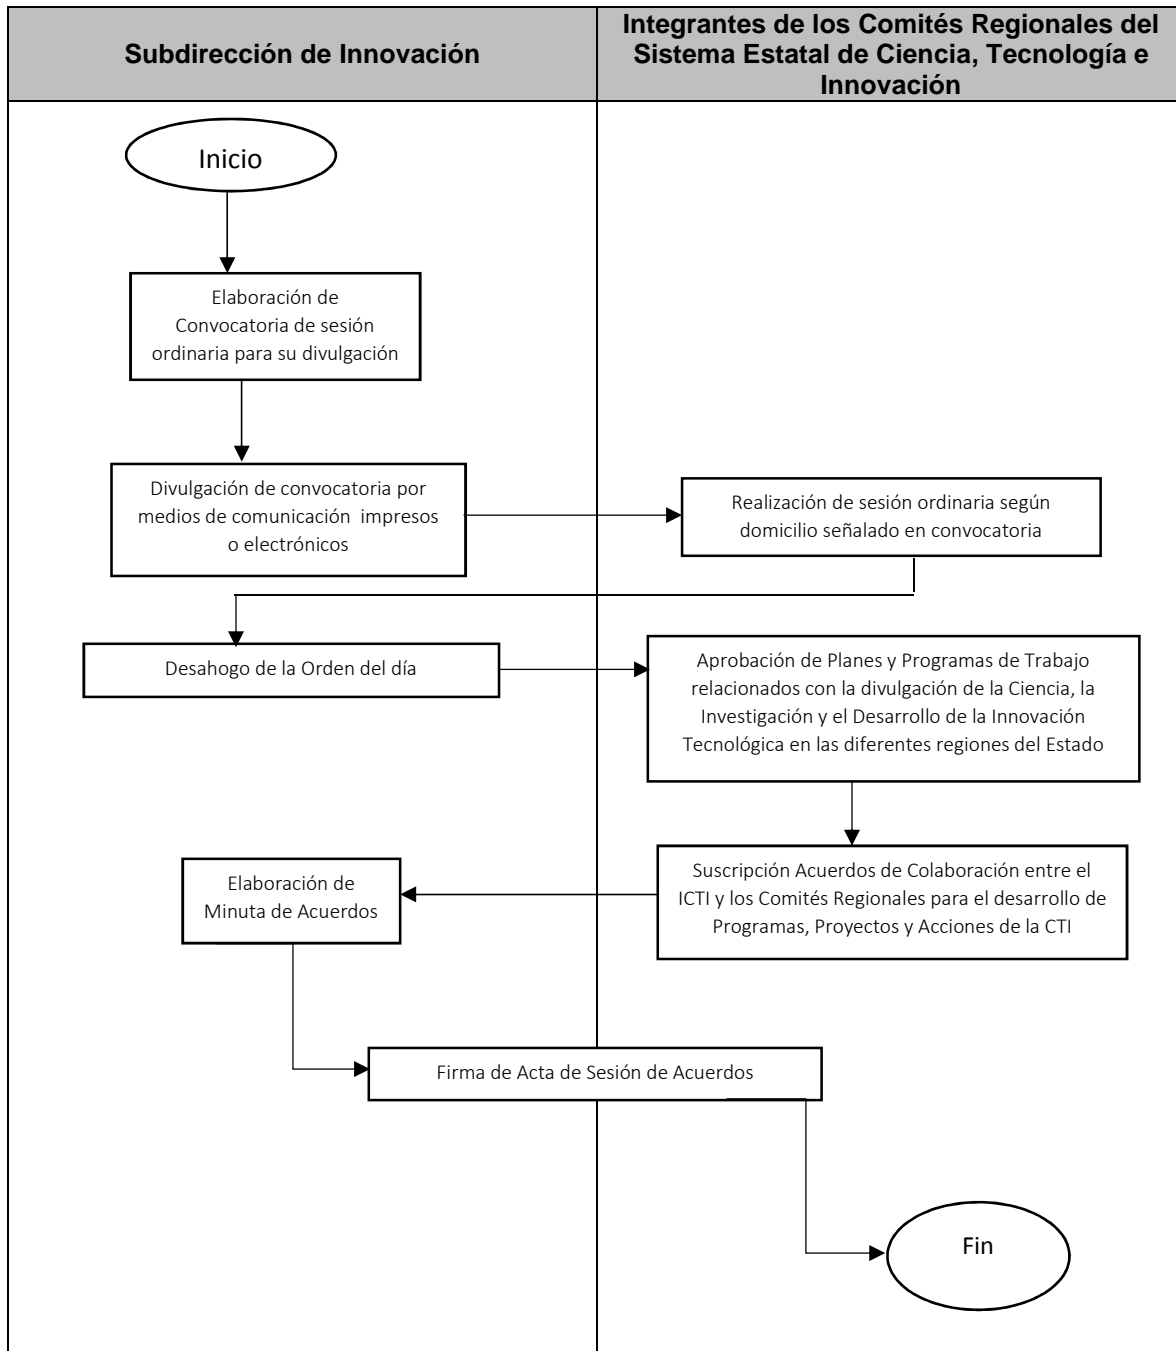 Subdirección de Innovación
Integrantes de los Comités Regionales del
Sistema Estatal de Ciencia, Tecnología e
Innovación
Inicio
Elaboración de
Convocatoria de sesión
ordinaria para su divulgación
Divulgación de convocatoria por
medios de comunicación impresos
o electrónicos
Realización de sesión ordinaria según
domicilio señalado en convocatoria
Desahogo de la Orden del día
Aprobación de Planes y Programas de Trabajo
relacionados con la divulgación de la Ciencia, la
Investigación y el Desarrollo de la Innovación
Tecnológica en las diferentes regiones del Estado
Suscripción Acuerdos de Colaboración entre el
ICTI y los Comités Regionales para el desarrollo de
Programas, Proyectos y Acciones de la CTI
Elaboración de
Minuta de Acuerdos
Firma de Acta de Sesión de Acuerdos
Fin